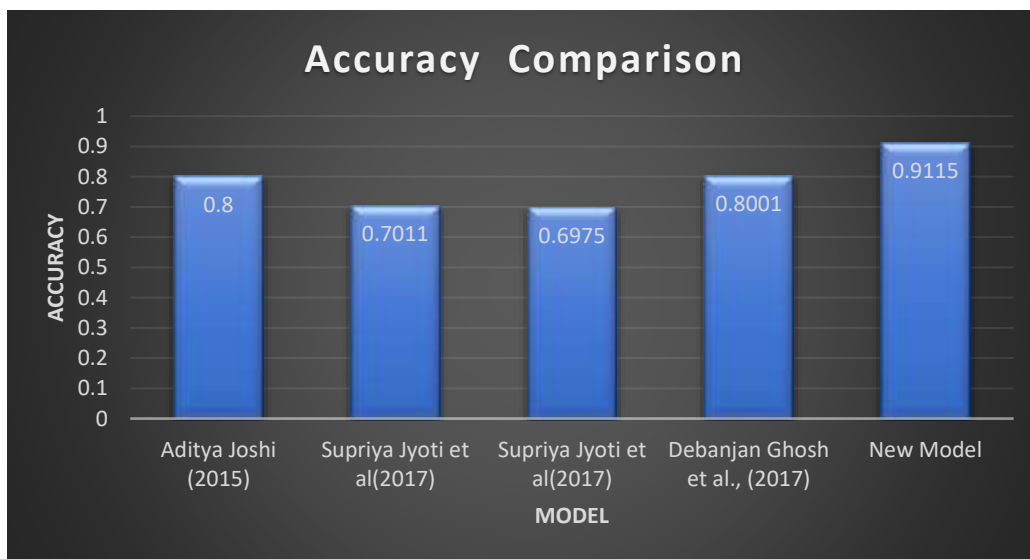 Accuracy Comparison
ACCURACY
1
0.9
0.8
0.7
0.6
0.5
0.4
0.3
0.2
0.1
0
0.8
0.7011
0.6975
0.8001
0.9115
Aditya Joshi
(2015)
Supriya Jyoti et
al(2017)
Supriya Jyoti et
al(2017)
Debanjan Ghosh
et al., (2017)
New Model
MODEL